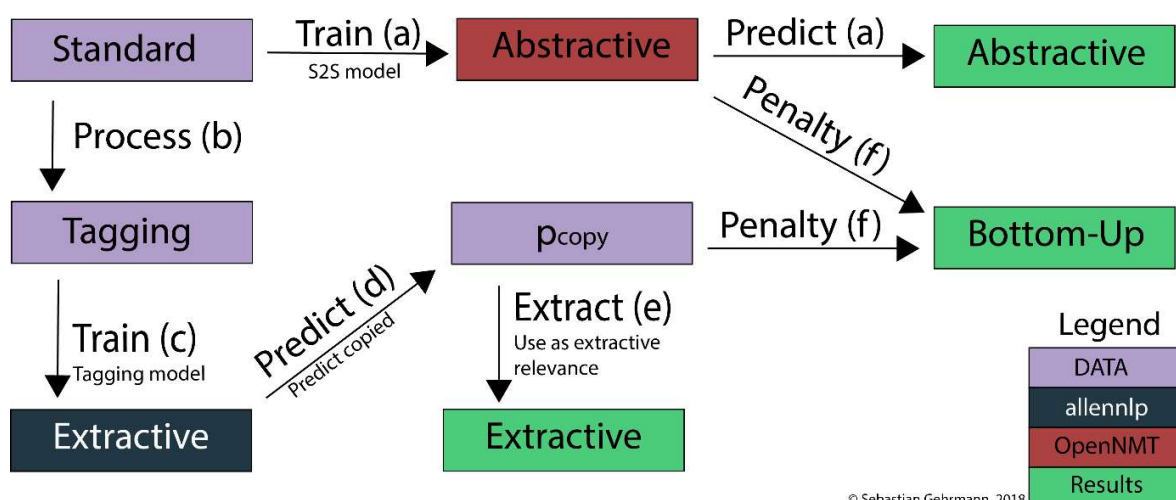 Standard
Train (a)
S2S model
Abstractive
Predict (a)
Abstractive
Process (b)
Penalty (f)
Tagging
pcopy
Penalty (f)
Bottom-Up
Train (c)
Tagging model
Predict (d)
Predict copied
Extract (e)
Use as extractive
relevance
Extractive
Extractive
Legend
DATA
allennlp
OpenNMT
Results
© Sebastian Gehrmann, 2018